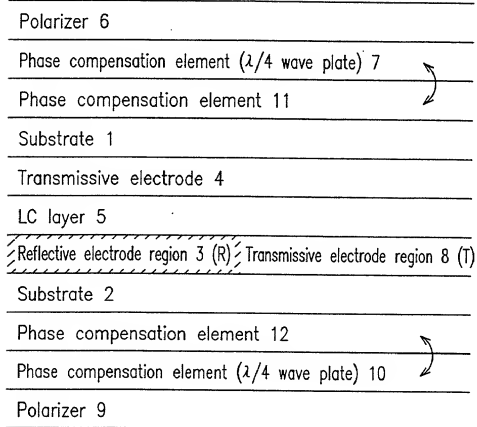 Polarizer 6
Phase compensation element (λ/4 wave plate) 7
Phase compensation element 11
Substrate 1
Transmissive electrode 4
LC layer 5
Reflective electrode region 3 (R) Transmissive electrode region 8 (T)
Substrate 2
Phase compensation element 12
Phase compensation element (λ/4 wave plate) 10
Polarizer 9